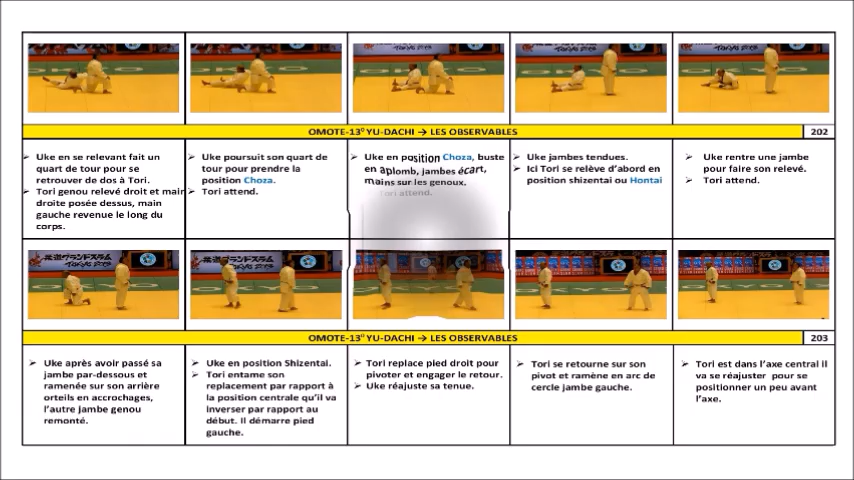 OMOTE-13° YU-DACHI → LES OBSERVABLES 202
➢ Uke en se relevant fait un
quart de tour pour se
retrouver de dos à Tori.
➢ Tori genou relevé droit et main
droite posée dessus, main
gauche revenue le long du
corps.
➢ Uke poursuit son quart de
tour pour prendre la
position Choza.
➢ Tori attend.
➢ Uke en position Choza, buste
en aplomb, jambes écart,
mains sur les genoux.
Tori attend.
➢ Uke jambes tendues.
➢ Ici Tori se relève d'abord en
position shizentai ou Hontai
➢ Uke rentre une jambe
pour faire son relevé.
➢ Tori attend.
OMOTE-13° YU-DACHI → LES OBSERVABLES 203
➢ Uke après avoir passé sa
jambe par-dessous et
ramenée sur son arrière
orteils en accrochages,
l'autre jambe genou
remonté.
➢ Uke en position Shizentai.
➢ Tori entame son
replacement par rapport à
la position centrale qu'il va
inverser par rapport au
début. Il démarre pied
gauche.
➢ Tori replace pied droit pour
pivoter et engager le retour.
➢ Uke réajuste sa tenue.
➢ Tori se retourne sur son
pivot et ramène en arc de
cercle jambe gauche.
➢ Tori est dans l'axe central il
va se réajuster pour se
positionner un peu avant
l'axe.